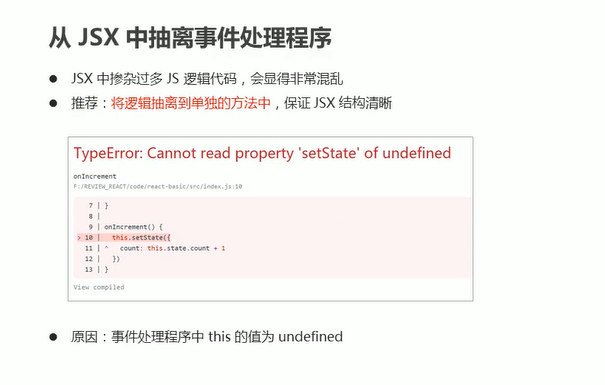 从 JSX 中抽离事件处理程序
● JSX 中掺杂过多 JS 逻辑代码，会显得非常混乱
● 推荐：将逻辑抽离到单独的方法中，保证 JSX 结构清晰
TypeError: Cannot read property 'setState' of undefined
onIncrement
F:/REVIEW_REACT/code/react-basic/src/index.js:10
7 | }
8 |
9 | onIncrement() {
> 10 | this.setState({
11 | ^ count: this.state.count + 1
12 | })
13 | }
View compiled
● 原因：事件处理程序中 this 的值为 undefined